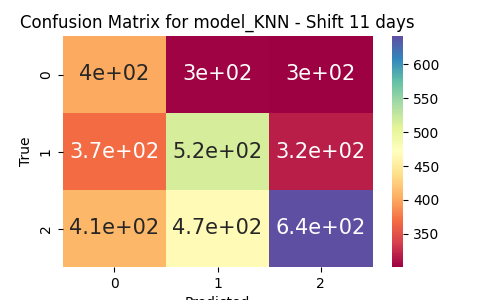 Confusion Matrix for model_KNN - Shift 11 days
True
0 4e+02 3e+02 3e+02
1 3.7e+02 5.2e+02 3.2e+02
2 4.1e+02 4.7e+02 6.4e+02
0 1 2
Predicted
600
550
500
450
400
350